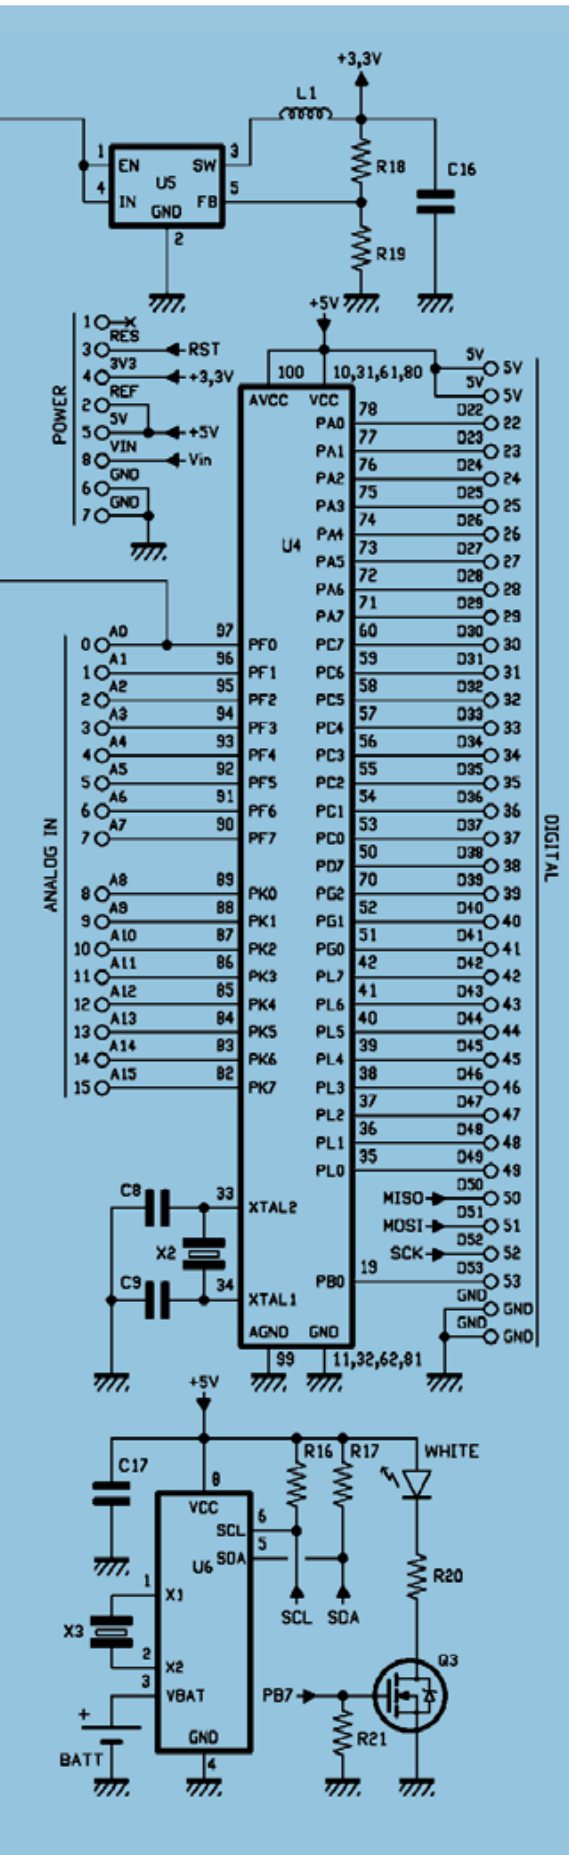 +3,3V
L1
1 EN SW 3
R18
C16
U5
4 IN FB 5
GND
2
R19
+5V
1
RES
3 RST
3V3
4 +3,3V
REF
2
5V
5 +5V
VIN
8 Vin
GND
6
GND
7
POWER
5V
5V
5V
5V
100 10,31,61,80
AVCC VCC
U4
PA0 78 D22 22
PA1 77 D23 23
PA2 76 D24 24
PA3 75 D25 25
PA4 74 D26 26
PA5 73 D27 27
PA6 72 D28 28
PA7 71 D29 29
0 A0 97 PF0 PC7 60 D30 30
1 A1 96 PF1 PC6 59 D31 31
2 A2 95 PF2 PC5 58 D32 32
3 A3 94 PF3 PC4 57 D33 33
4 A4 93 PF4 PC3 56 D34 34
5 A5 92 PF5 PC2 55 D35 35
6 A6 91 PF6 PC1 54 D36 36
7 A7 90 PF7 PC0 53 D37 37
PD7 50 D38 38
8 A8 89 PK0 PG2 70 D39 39
9 A9 88 PK1 PG1 52 D40 40
10 A10 87 PK2 PG0 51 D41 41
11 A11 86 PK3 PL7 42 D42 42
12 A12 85 PK4 PL6 41 D43 43
13 A13 84 PK5 PL5 40 D44 44
14 A14 83 PK6 PL4 39 D45 45
15 A15 82 PK7 PL3 38 D46 46
PL2 37 D47 47
PL1 36 D48 48
PL0 35 D49 49
ANALOG IN
DIGITAL
MISO D50 50
MOSI D51 51
SCK D52 52
PB0 19 D53 53
GND GND
GND GND
C8 33 XTAL2
X2
C9 34 XTAL1
AGND GND
99 11,32,62,81
+5V
C17
8
VCC
R16 R17 WHITE
SCL 6
SDA 5
U6
1 X1
X3
2 X2
3 VBAT
+
BATT
GND
4
SCL SDA
R20
Q3
PB7
R21